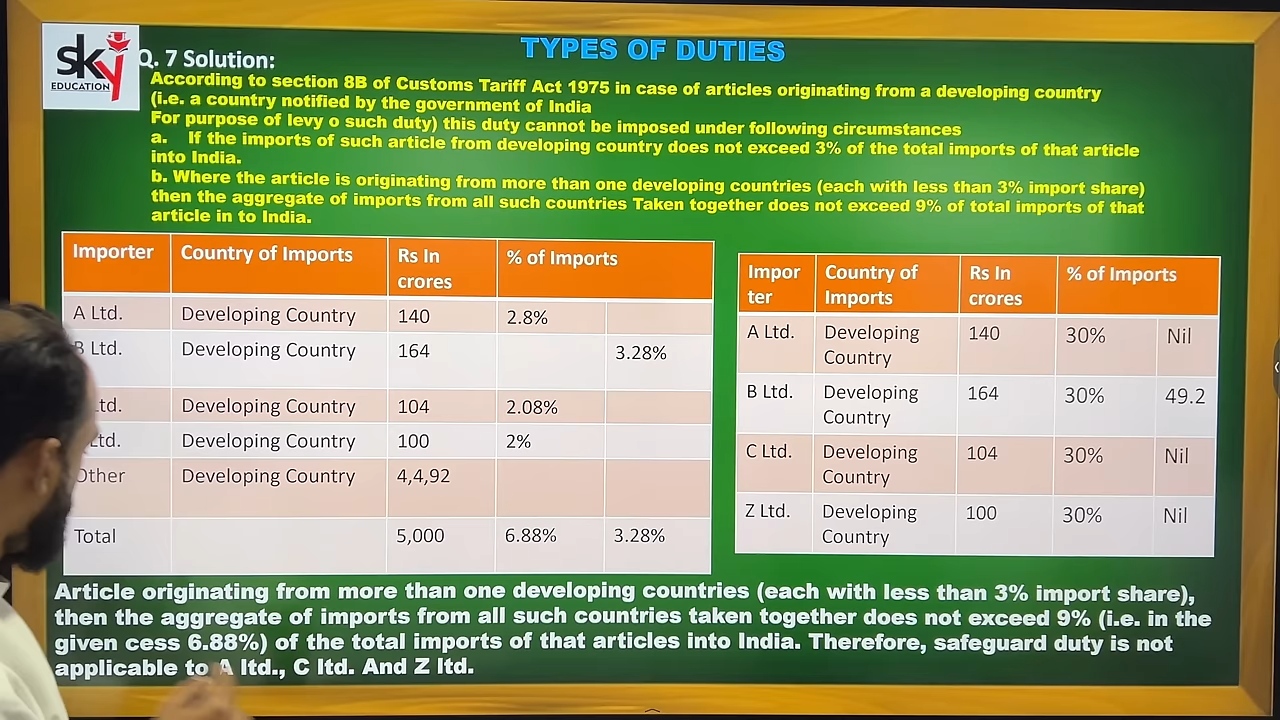 sky
EDUCATION
TYPES OF DUTIES
Q. 7 Solution:
According to section 8B of Customs Tariff Act 1975 in case of articles originating from a developing country
(i.e. a country notified by the government of India
For purpose of levy o such duty) this duty cannot be imposed under following circumstances
a. If the imports of such article from developing country does not exceed 3% of the total imports of that article
into India.
b. Where the article is originating from more than one developing countries (each with less than 3% import share)
then the aggregate of imports from all such countries Taken together does not exceed 9% of total imports of that
article in to India.
Importer Country of Imports Rs In crores % of Imports
A Ltd. Developing Country 140 2.8%
B Ltd. Developing Country 164 3.28%
Ltd. Developing Country 104 2.08%
Ltd. Developing Country 100 2%
Other Developing Country 4,4,92
Total 5,000 6.88% 3.28%
Impor ter Country of Imports Rs In crores % of Imports
A Ltd. Developing Country 140 30% Nil
B Ltd. Developing Country 164 30% 49.2
C Ltd. Developing Country 104 30% Nil
Z Ltd. Developing Country 100 30% Nil
Article originating from more than one developing countries (each with less than 3% import share),
then the aggregate of imports from all such countries taken together does not exceed 9% (i.e. in the
given cess 6.88%) of the total imports of that articles into India. Therefore, safeguard duty is not
applicable to A ltd., C ltd. And Z ltd.